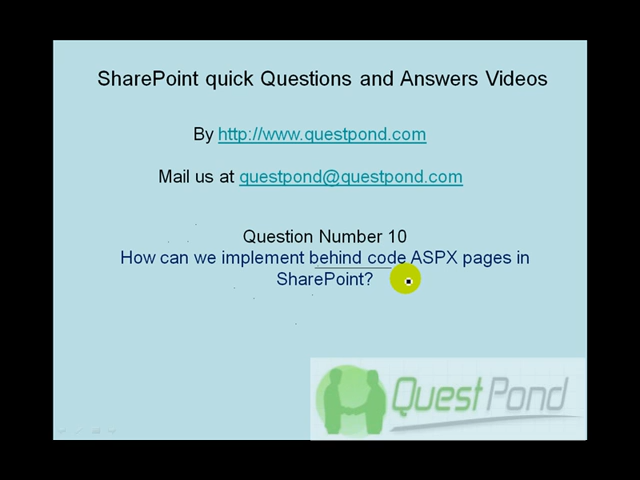 SharePoint quick Questions and Answers Videos
By http://www.questpond.com
Mail us at questpond@questpond.com
Question Number 10
How can we implement behind code ASPX pages in
SharePoint?
QuestPond